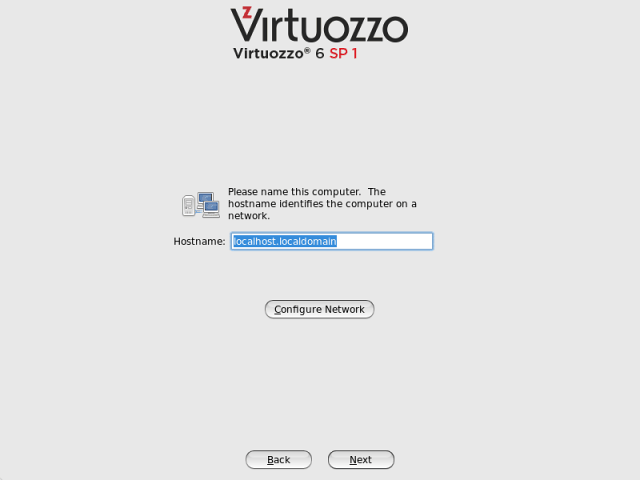 Virtuozzo
Virtuozzo® 6 SP 1
Please name this computer.  The
hostname identifies the computer on a
network.
Hostname: localhost.localdomain
Configure Network
Back Next